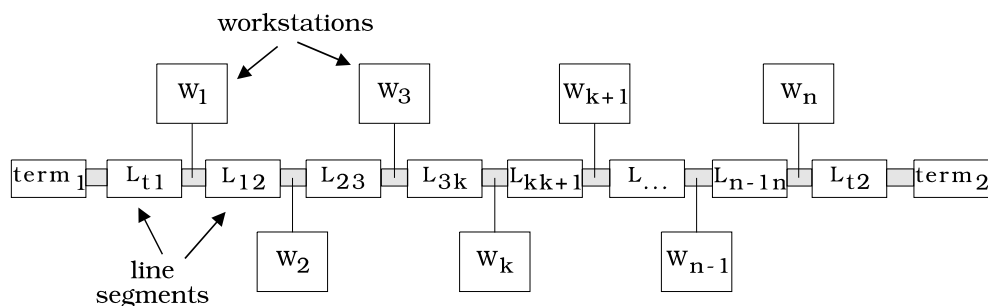 workstations
W1 W3 Wk+1 Wn
term1 Lt1 L12 L23 L3k Lkk+1 L... Ln-1n Lt2 term2
W2 Wk Wn-1
line
segments